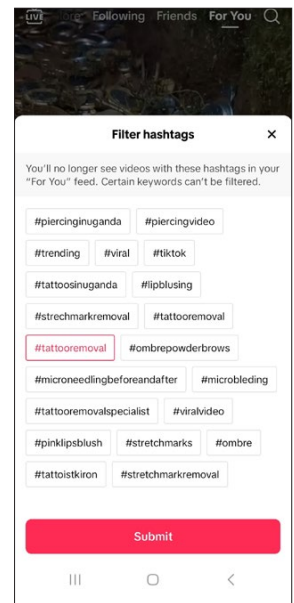 LIVE Following Friends For You
Filter hashtags
You'll no longer see videos with these hashtags in your
"For You" feed. Certain keywords can't be filtered.
#piercinginuganda #piercingvideo
#trending #viral #tiktok
#tattoosinuganda #lipblusing
#strechmarkremoval #tattooremoval
#tattooremoval #ombrepowderbrows
#microneedlingbeforeandafter #microbleding
#tattooremovalspecialist #viralvideo
#pinklipsblush #stretchmarks #ombre
#tattoistkiron #stretchmarkremoval
Submit